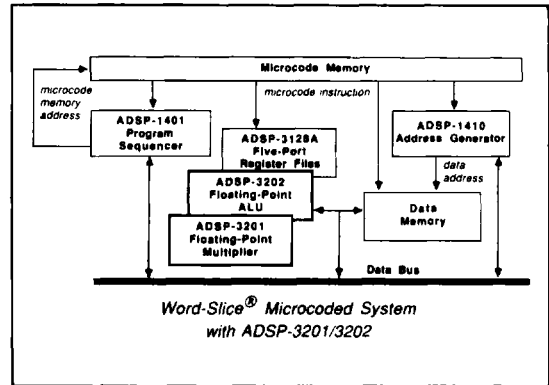 Microcode Memory
microcode
memory
address
microcode instruction
ADSP-1401
Program
Sequencer
ADSP-3128A
Five-Port
Register Files
ADSP-1410
Address Generator
data
address
ADSP-3202
Floating-Point
ALU
ADSP-3201
Floating-Point
Multiplier
Data
Memory
Data Bus
Word-Slice® Microcoded System
with ADSP-3201/3202